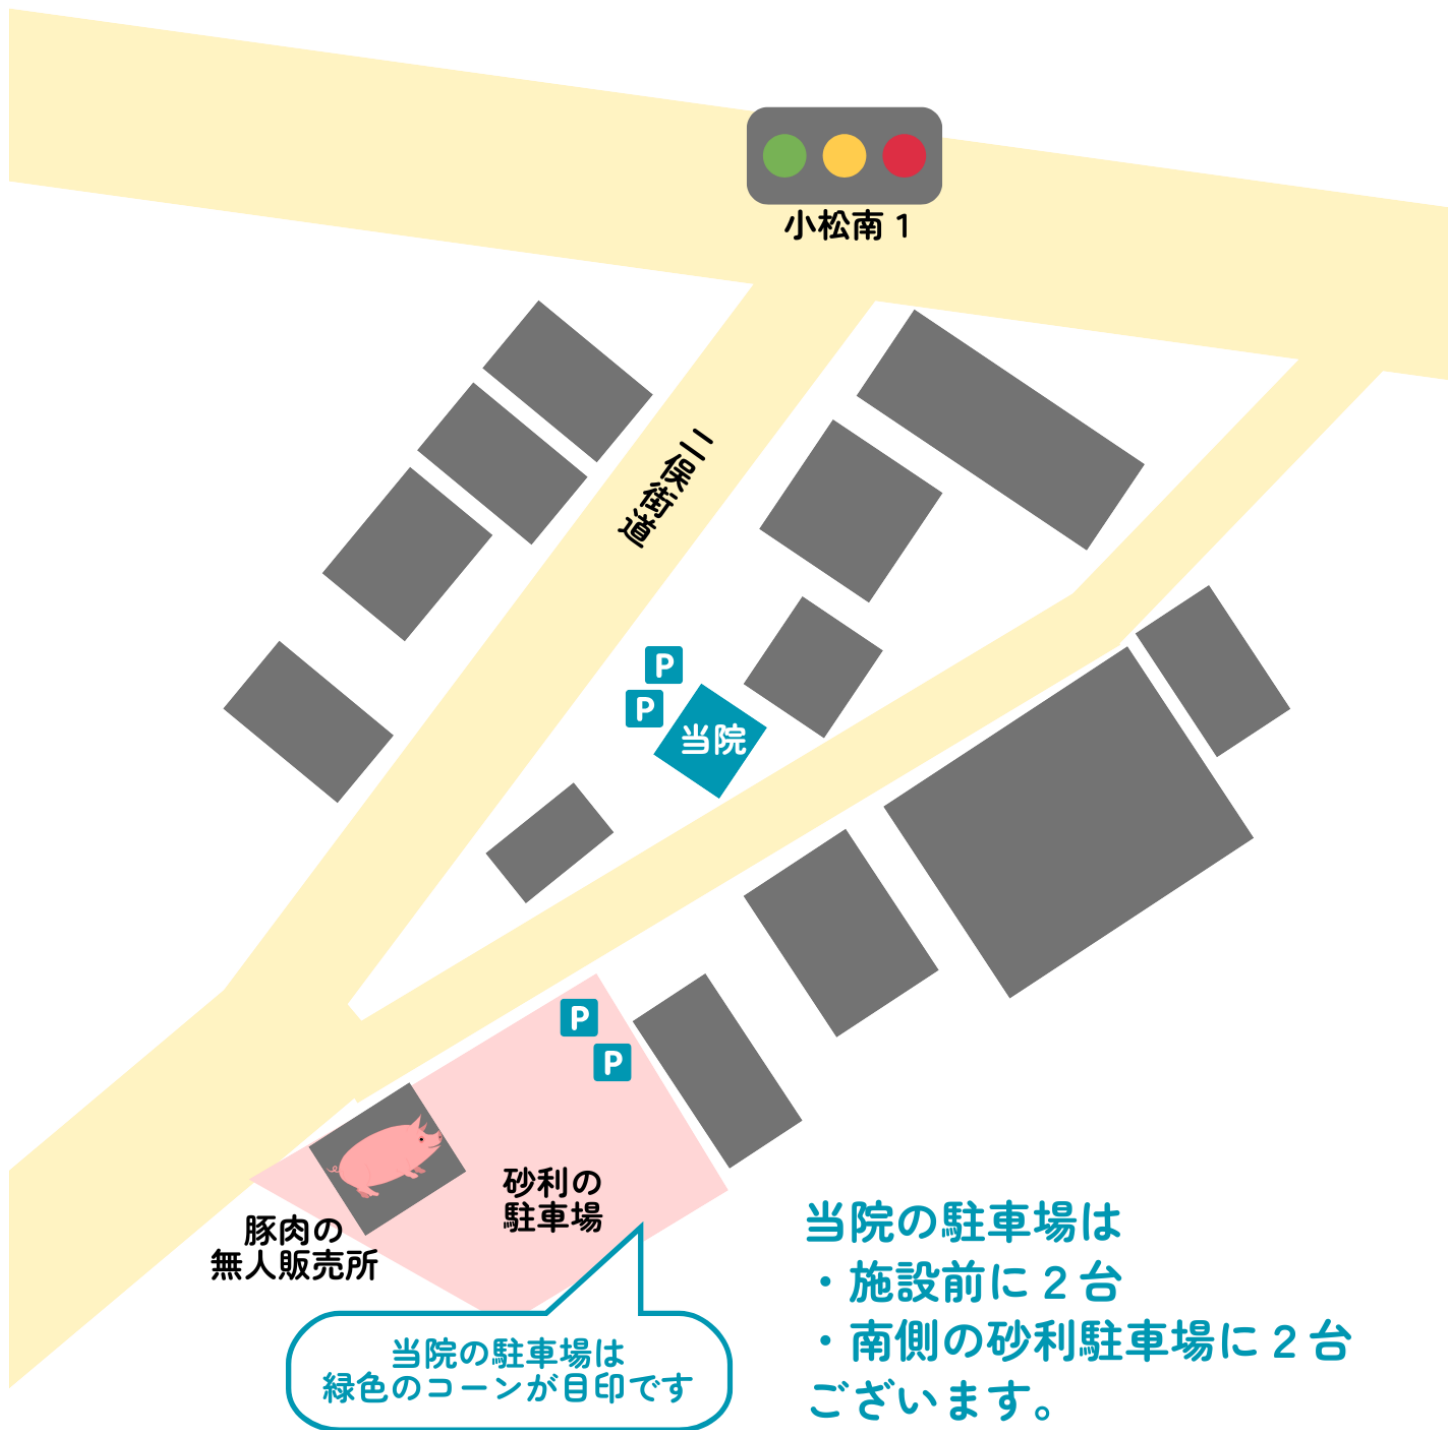 小松南１
二俣街道
P
P
当院
P
P
砂利の
駐車場
豚肉の
無人販売所
当院の駐車場は
緑色のコーンが目印です
当院の駐車場は
・施設前に２台
・南側の砂利駐車場に２台
ございます。